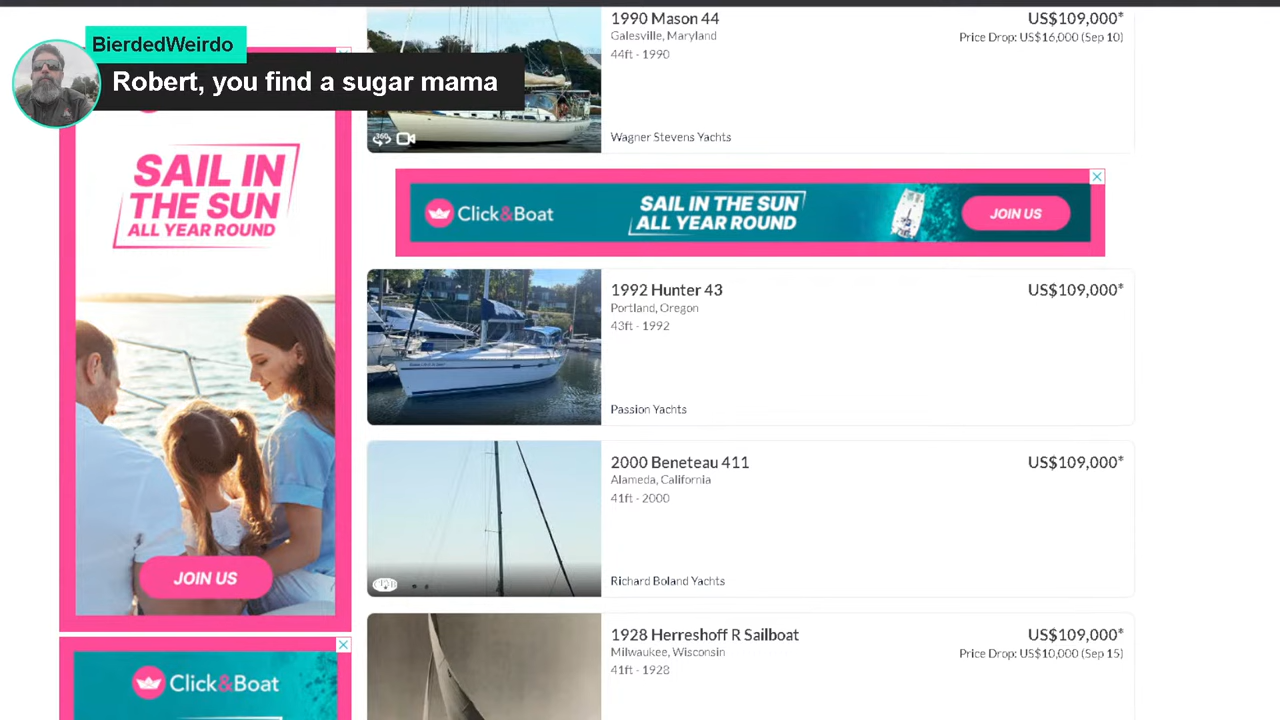 BierdedWeirdo
Robert, you find a sugar mama
SAIL IN
THE SUN
ALL YEAR ROUND
JOIN US
Click&Boat
1990 Mason 44
US$109,000*
Galesville, Maryland
Price Drop: US$16,000 (Sep 10)
44ft - 1990
360
Wagner Stevens Yachts
Click&Boat
SAIL IN THE SUN
ALL YEAR ROUND
JOIN US
1992 Hunter 43
US$109,000*
Portland, Oregon
43ft - 1992
Passion Yachts
2000 Beneteau 411
US$109,000*
Alameda, California
41ft - 2000
Richard Boland Yachts
1928 Herreshoff R Sailboat
US$109,000*
Milwaukee, Wisconsin
Price Drop: US$10,000 (Sep 15)
41ft - 1928